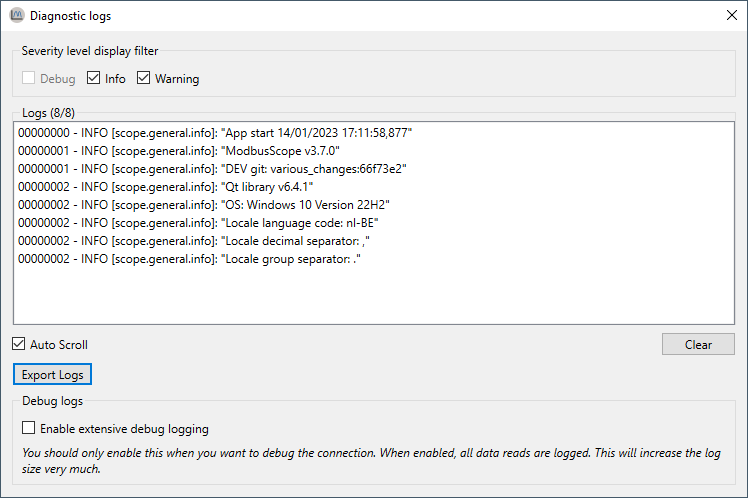 Diagnostic logs
Severity level display filter
Debug Info Warning
Logs (8/8)
00000000 - INFO [scope.general.info]: "App start 14/01/2023 17:11:58,877"
00000001 - INFO [scope.general.info]: "ModbusScope v3.7.0"
00000001 - INFO [scope.general.info]: "DEV git: various_changes:66f73e2"
00000002 - INFO [scope.general.info]: "Qt library v6.4.1"
00000002 - INFO [scope.general.info]: "OS: Windows 10 Version 22H2"
00000002 - INFO [scope.general.info]: "Locale language code: nl-BE"
00000002 - INFO [scope.general.info]: "Locale decimal separator: ,"
00000002 - INFO [scope.general.info]: "Locale group separator: ."
Auto Scroll Clear
Export Logs
Debug logs
Enable extensive debug logging
You should only enable this when you want to debug the connection. When enabled, all data reads are logged. This will increase the log
size very much.